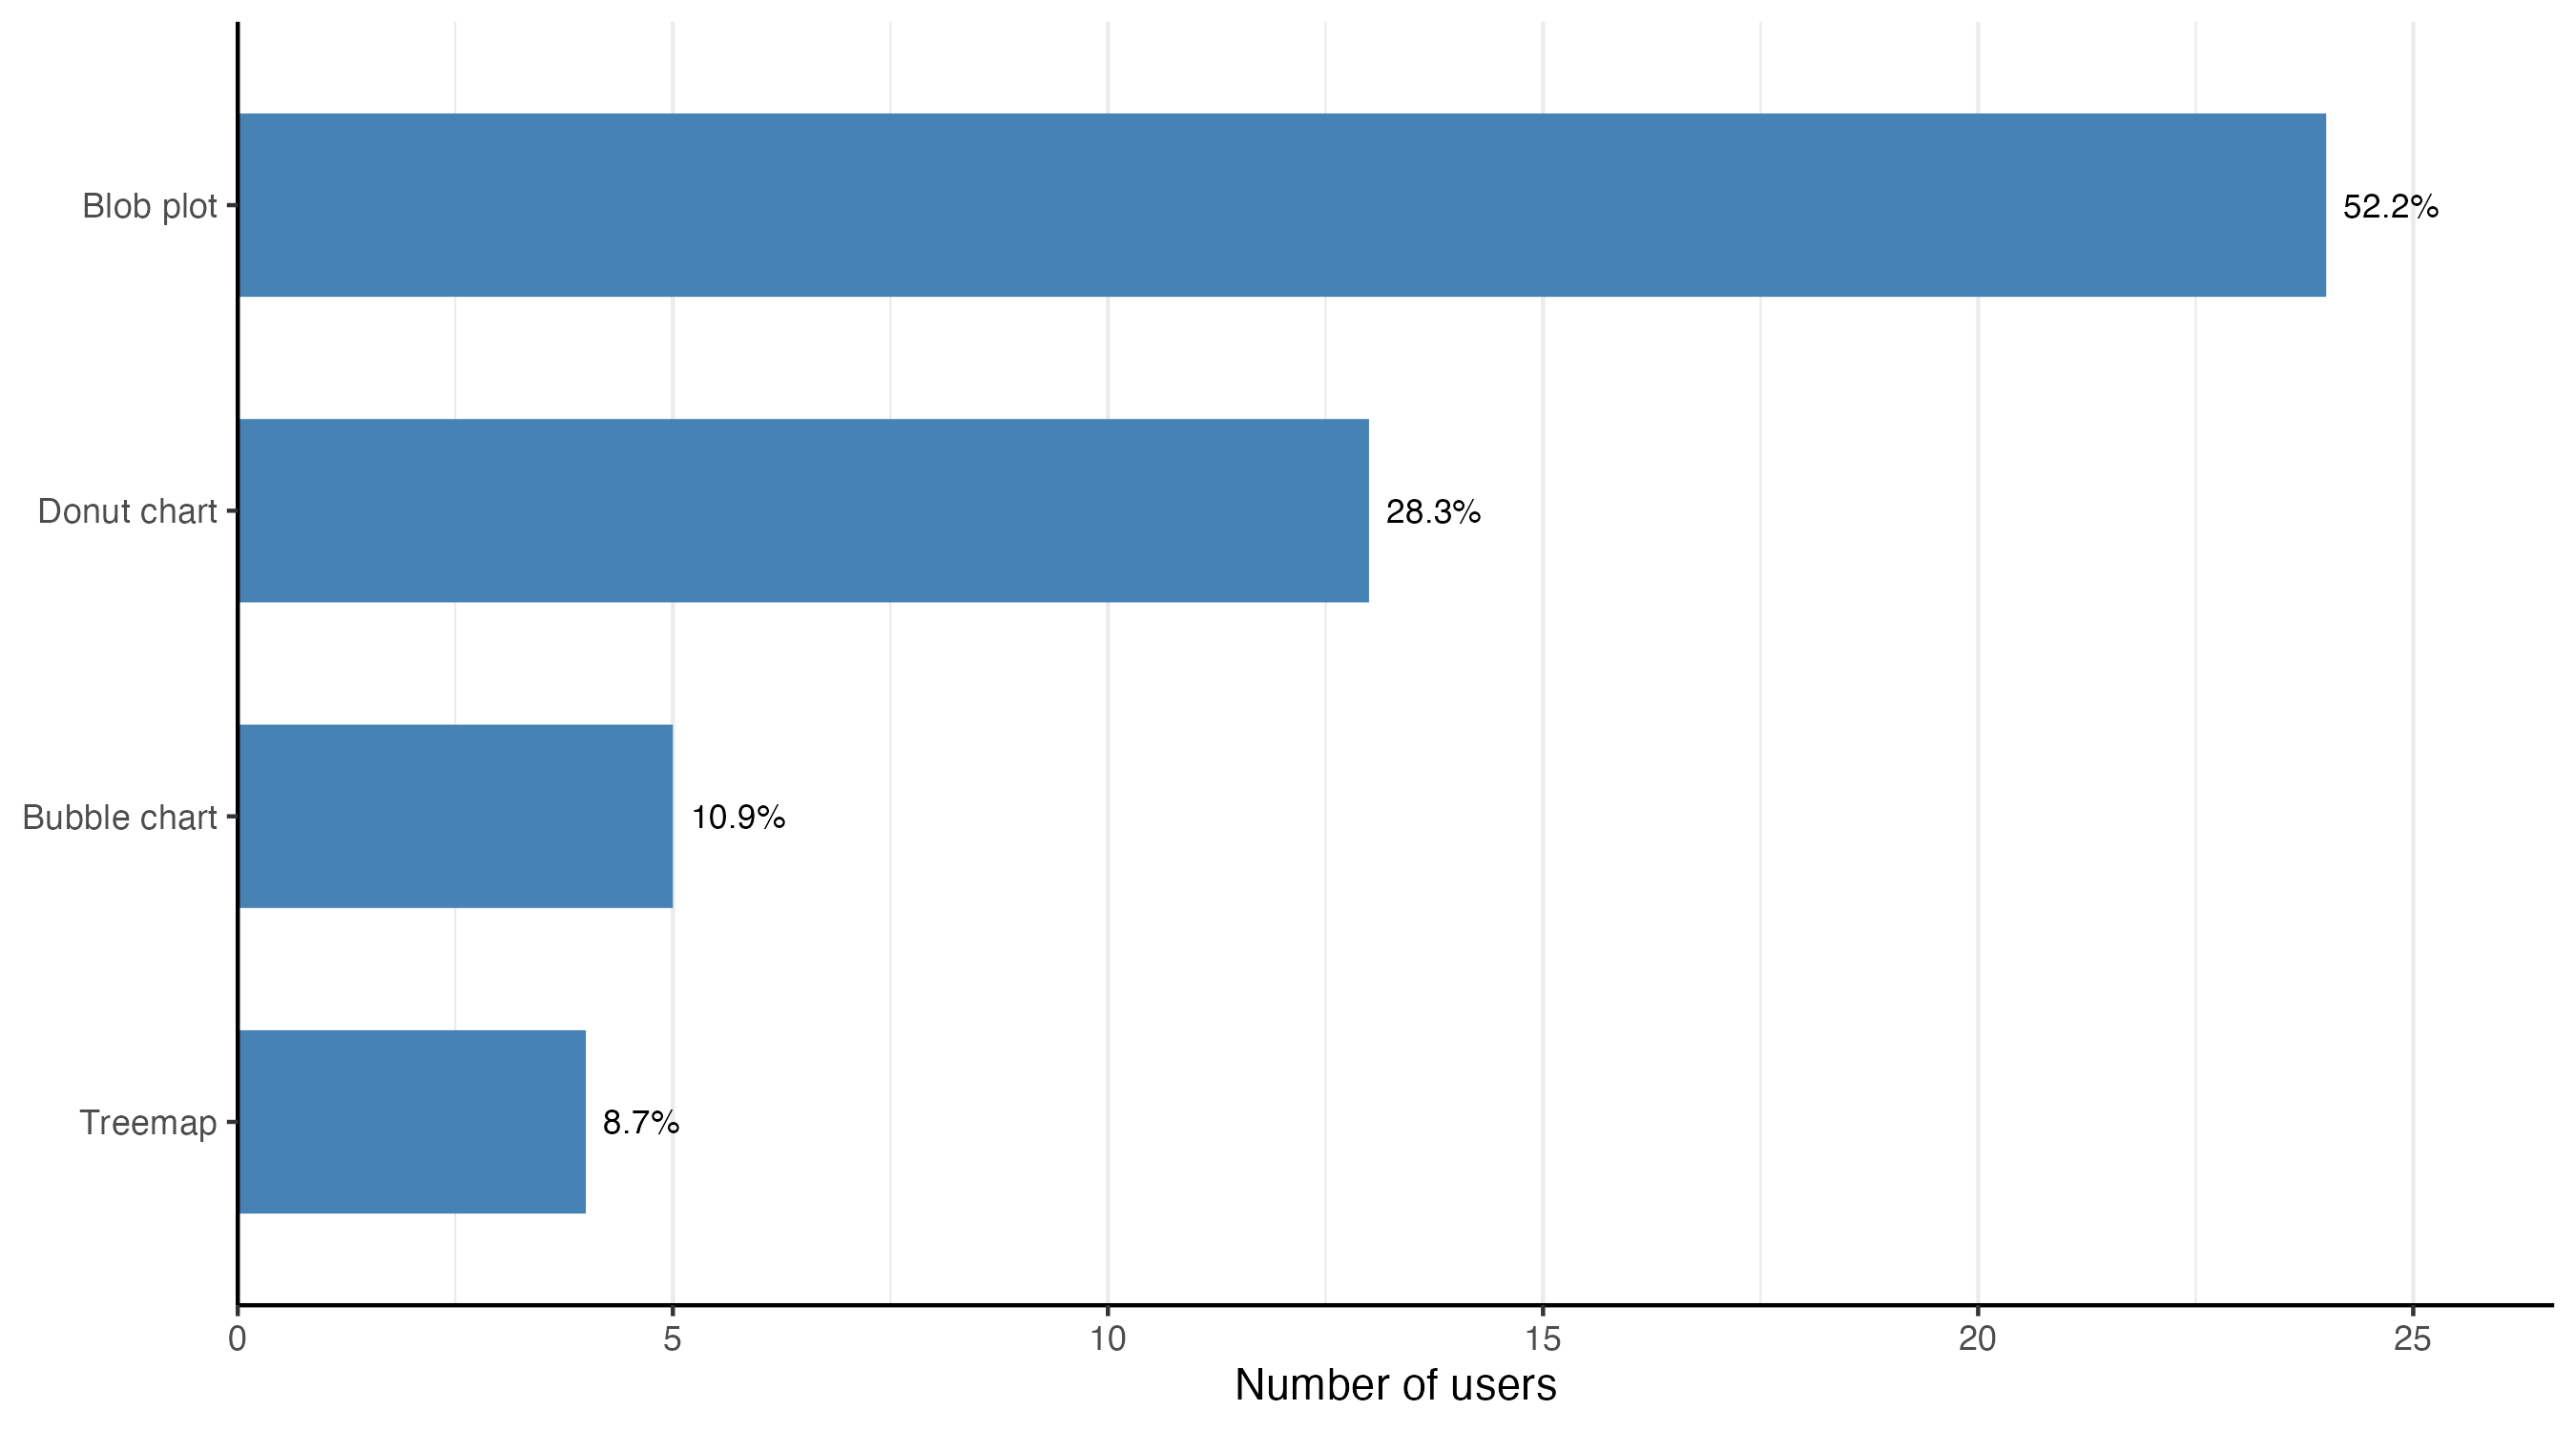 Blob plot
52.2%
Donut chart
28.3%
Bubble chart
10.9%
Treemap
8.7%
0 5 10 15 20 25
Number of users